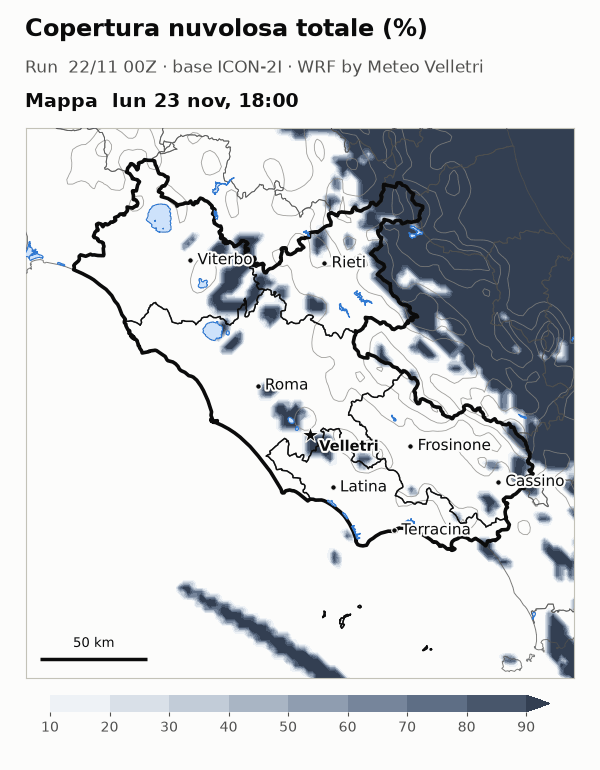 Copertura nuvolosa totale (%)
Run  22/11 00Z · base ICON-2I · WRF by Meteo Velletri
Mappa  lun 23 nov, 18:00
Viterbo
Rieti
Roma
Velletri
Frosinone
Cassino
Latina
Terracina
50 km
10 20 30 40 50 60 70 80 90